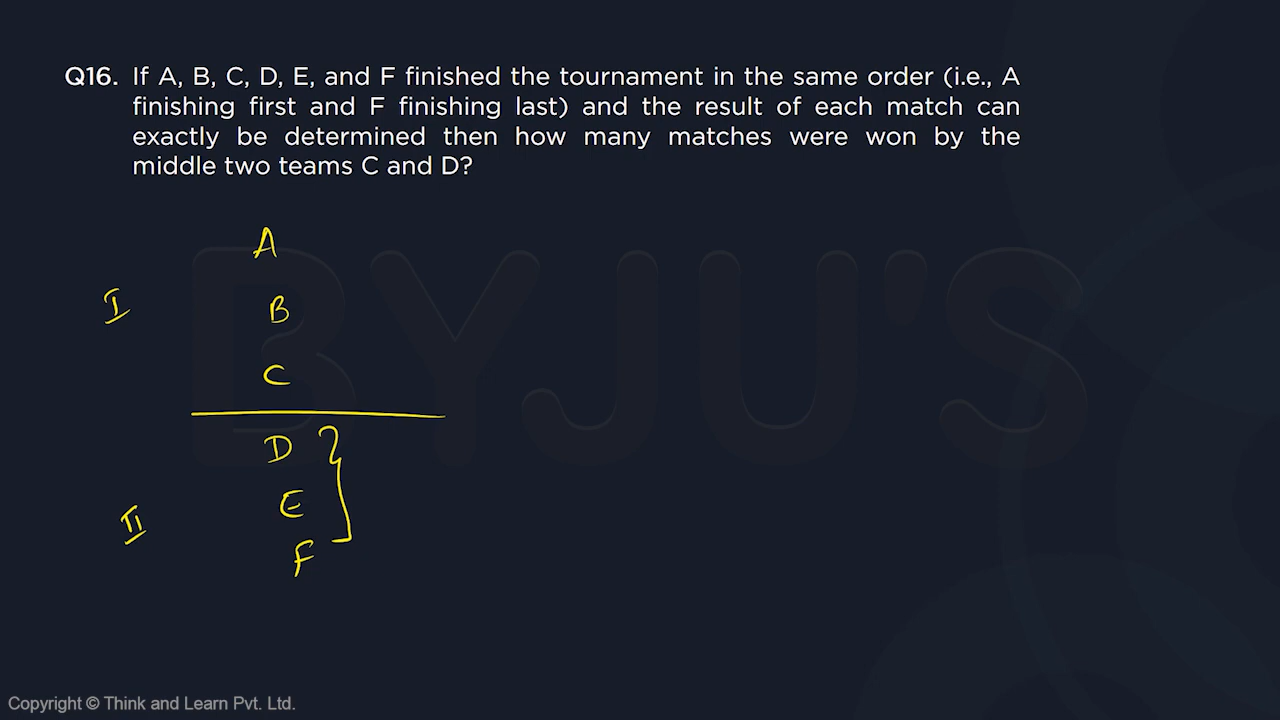 Q16. If A, B, C, D, E, and F finished the tournament in the same order (i.e., A
finishing first and F finishing last) and the result of each match can
exactly be determined then how many matches were won by the
middle two teams C and D?
A
I B
C
D
E
II F
BYJU'S
Copyright © Think and Learn Pvt. Ltd.